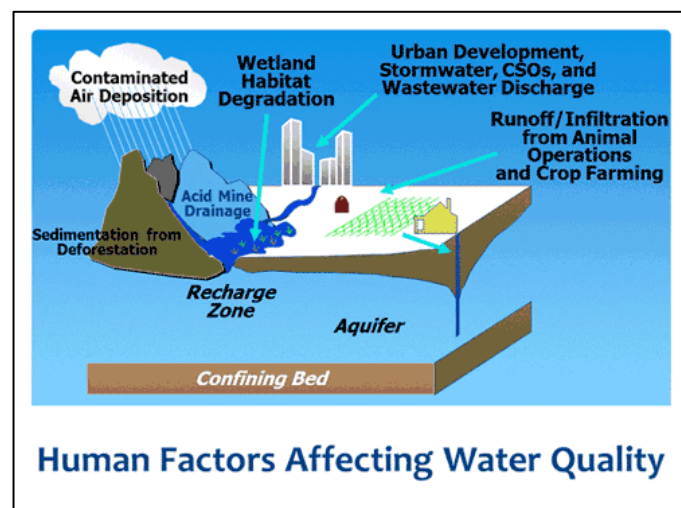 Contaminated
Air Deposition
Wetland
Habitat
Degradation
Urban Development,
Stormwater, CSOs, and
Wastewater Discharge
Runoff/Infiltration
from Animal
Operations
and Crop Farming
Acid Mine
Drainage
Sedimentation from
Deforestation
Recharge
Zone
Aquifer
Confining Bed
Human Factors Affecting Water Quality